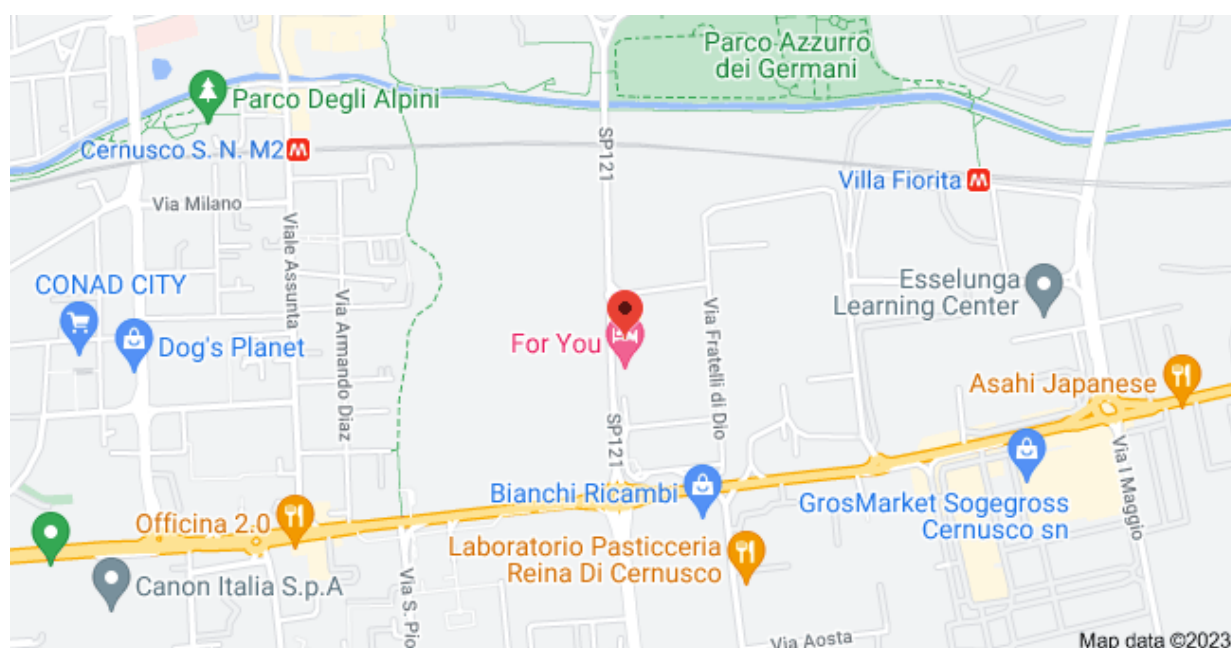 Parco Azzurro
dei Germani
Parco Degli Alpini
SP121
Cernusco S. N. M2
Villa Fiorita
Via Milano
Viale Assunta
Esselunga
Learning Center
CONAD CITY
Via Armando Diaz
Via Fratelli di Dio
For You
Dog's Planet
Asahi Japanese
SP121
Via I Maggio
Bianchi Ricambi
GrosMarket Sogegross
Cernusco sn
Officina 2.0
Laboratorio Pasticceria
Reina Di Cernusco
Canon Italia S.p.A
Via S. Pio
Via Aosta
Map data ©2023